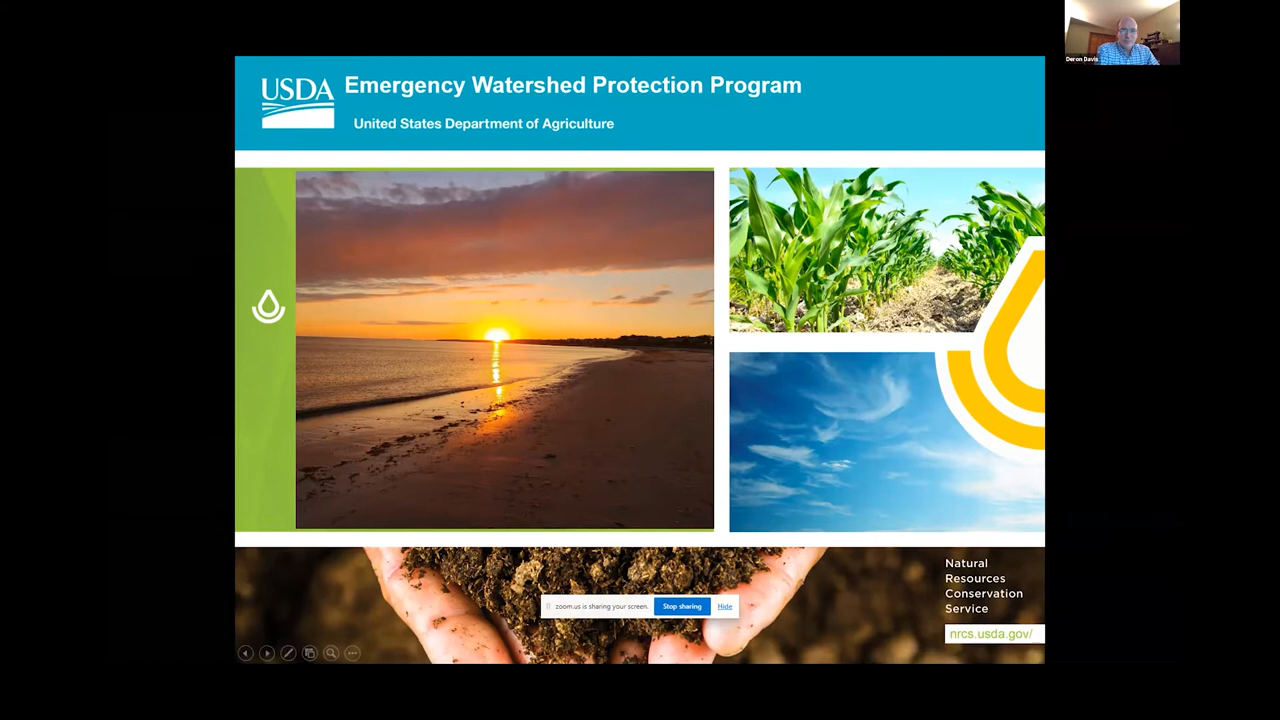 Deron Davis
USDA
Emergency Watershed Protection Program
United States Department of Agriculture
zoom.us is sharing your screen.
Stop sharing
Hide
Natural
Resources
Conservation
Service
nrcs.usda.gov/